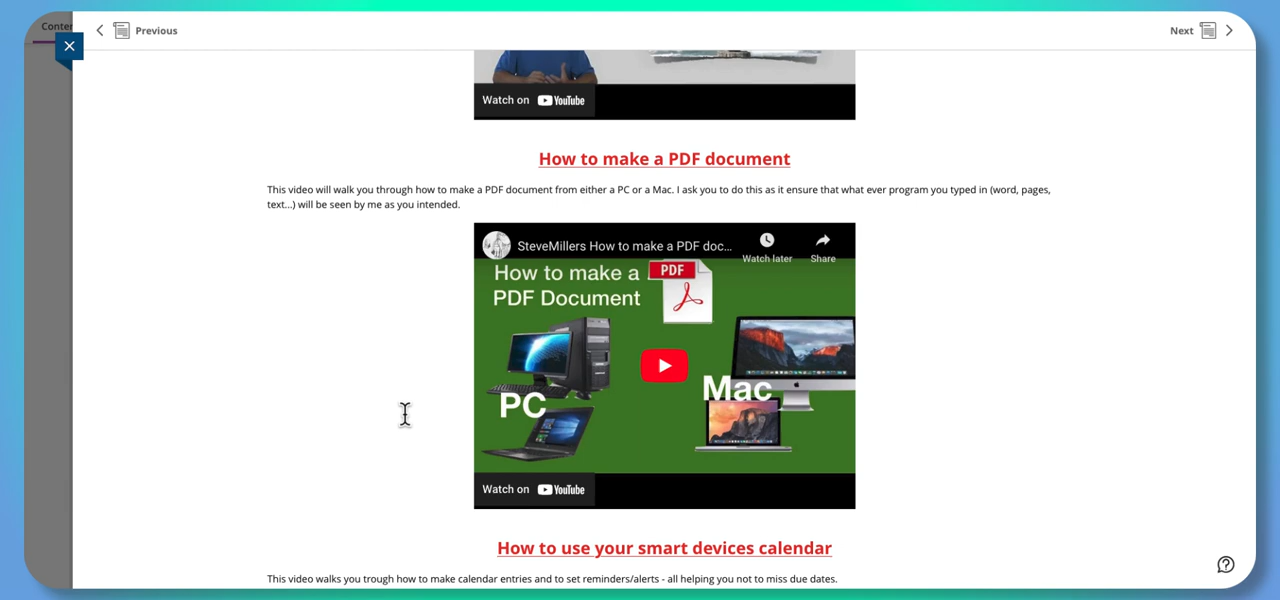 Conten
Previous
Next
Watch on YouTube
How to make a PDF document
This video will walk you through how to make a PDF document from either a PC or a Mac. I ask you to do this as it ensure that what ever program you typed in (word, pages,
text...) will be seen by me as you intended.
SteveMillers How to make a PDF doc...
Watch later
Share
How to make a
PDF Document
PDF
PC
Mac
Watch on YouTube
How to use your smart devices calendar
This video walks you trough how to make calendar entries and to set reminders/alerts - all helping you not to miss due dates.